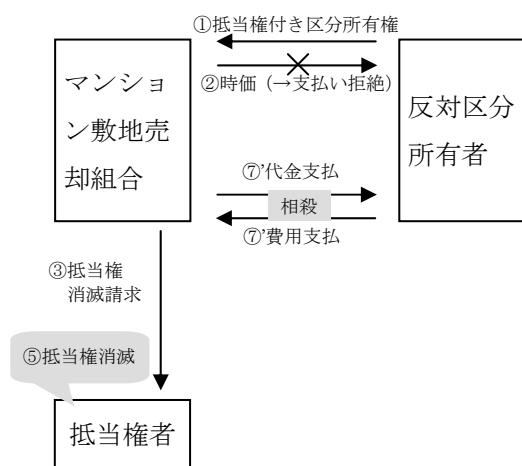 ①抵当権付き区分所有権
②時価（→支払い拒絶）
マンショ
ン敷地売
却組合
反対区分
所有者
⑦’代金支払
相殺
⑦’費用支払
③抵当権
消滅請求
⑤抵当権消滅
抵当権者